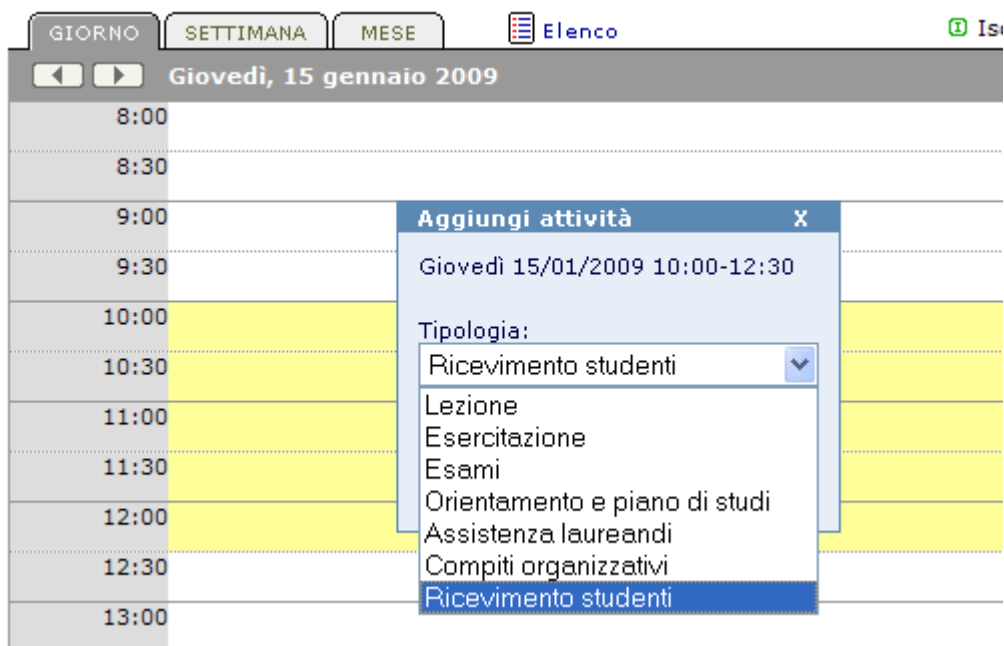 GIORNO SETTIMANA MESE Elenco
Giovedì, 15 gennaio 2009
8:00
8:30
9:00
Aggiungi attività X
9:30
Giovedì 15/01/2009 10:00-12:30
10:00
Tipologia:
10:30
Ricevimento studenti
11:00
Lezione
Esercitazione
11:30
Esami
Orientamento e piano di studi
12:00
Assistenza laureandi
12:30
Compiti organizzativi
Ricevimento studenti
13:00